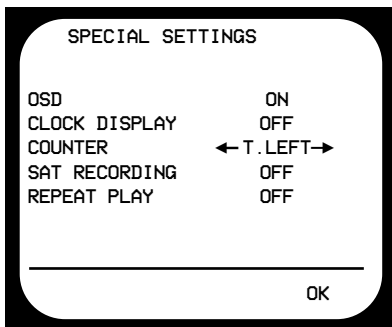 SPECIAL SETTINGS
OSD ON
CLOCK DISPLAY OFF
COUNTER ←T.LEFT→
SAT RECORDING OFF
REPEAT PLAY OFF
OK